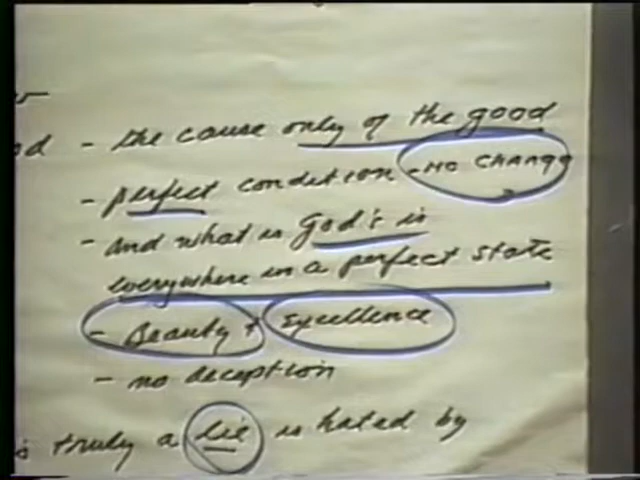 - the cause only of the good
- perfect condition - NO CHANGE
- and what is God's is
everywhere in a perfect state
- Beauty + Excellence
- no deception
truly a lie is hated by